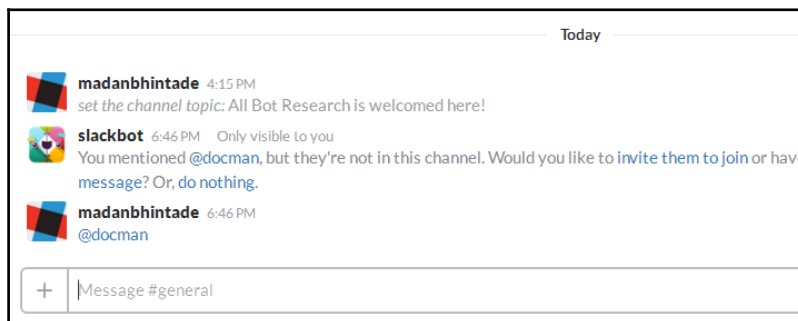 Today
madanbhintade 4:15 PM
set the channel topic: All Bot Research is welcomed here!
slackbot 6:46 PM Only visible to you
You mentioned @docman, but they're not in this channel. Would you like to invite them to join or hav
message? Or, do nothing.
madanbhintade 6:46 PM
@docman
Message #general